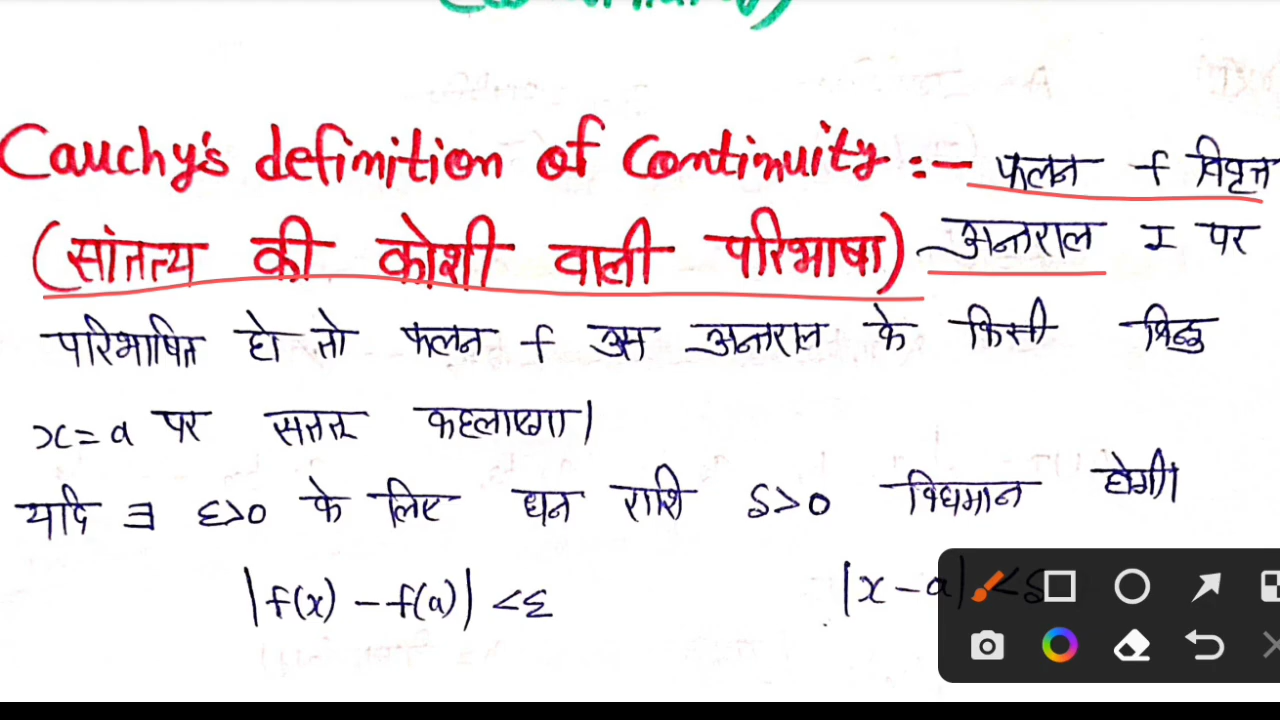 Cauchy's definition of Continuity :- फलन f विवृत्त
(सांतत्य की कोशी वाली परिभाषा) अन्तराल I पर
परिभाषित हो तो फलन f उस अन्तराल के किसी बिन्दु
x = a पर सतत् कहलाएगा।
यदि ∃ ε>0 के लिए धन राशि δ>0 विधमान होगी।
|f(x) - f(a)| < ε |x - a| < δ